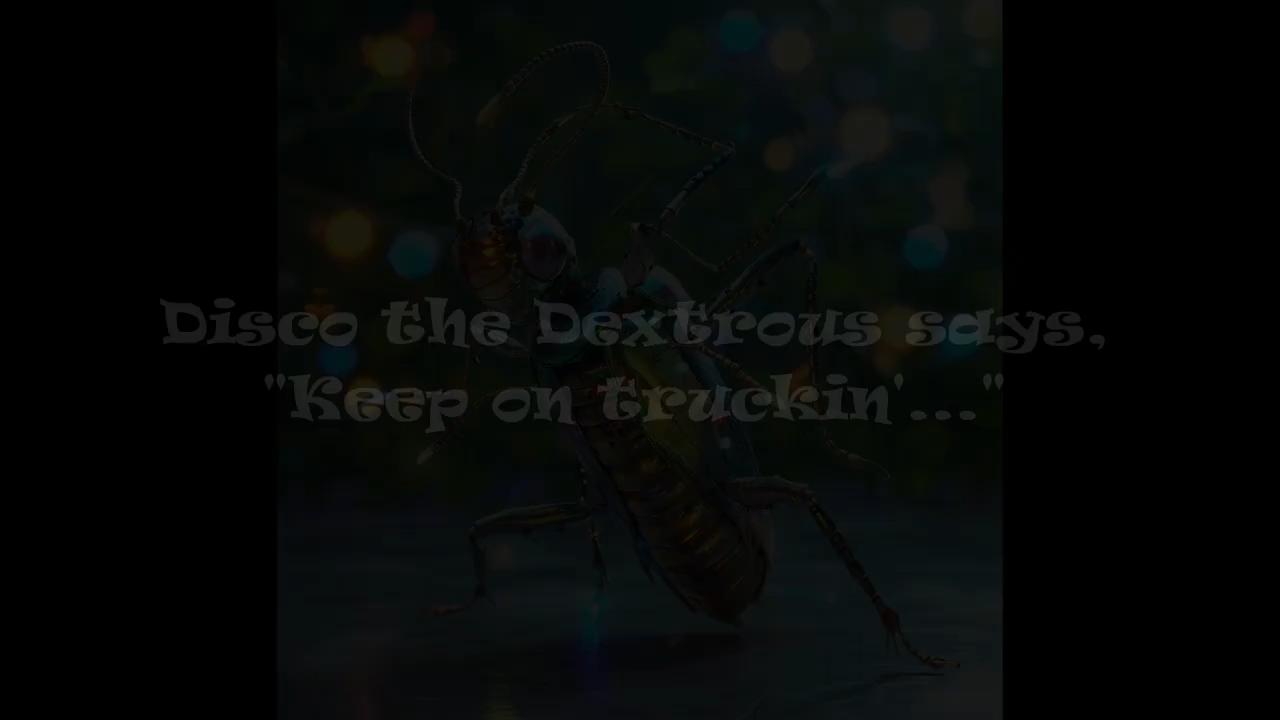 Disco the Dextrous says,
"Keep on truckin'..."